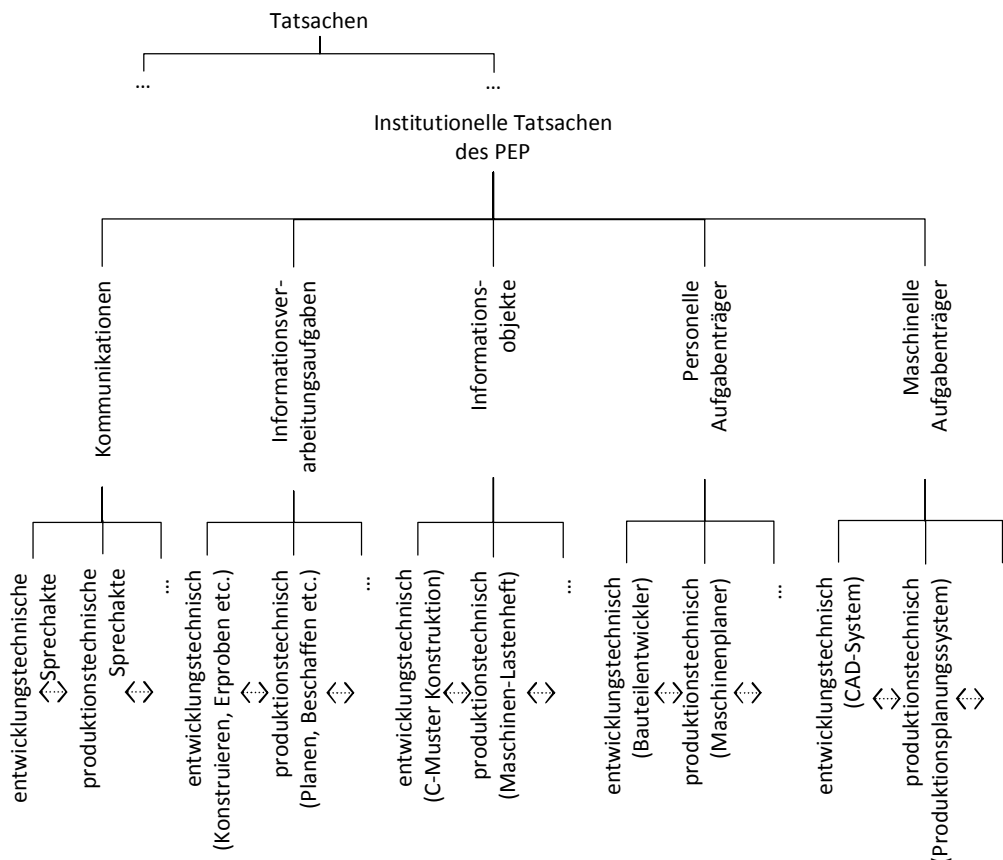 Tatsachen
...
...
Institutionelle Tatsachen
des PEP
Kommunikationen
Informationsver-
arbeitungsaufgaben
Informations-
objekte
Personelle
Aufgabenträger
Maschinelle
Aufgabenträger
entwicklungstechnische
Sprechakte
produktionstechnische
Sprechakte
...
entwicklungstechnisch
(Konstruieren, Erproben etc.)
produktionstechnisch
(Planen, Beschaffen etc.)
...
entwicklungstechnisch
(C-Muster Konstruktion)
produktionstechnisch
(Maschinen-Lastenheft)
...
entwicklungstechnisch
(Bauteilentwickler)
produktionstechnisch
(Maschinenplaner)
...
entwicklungstechnisch
(CAD-System)
produktionstechnisch
(Produktionsplanungssystem)